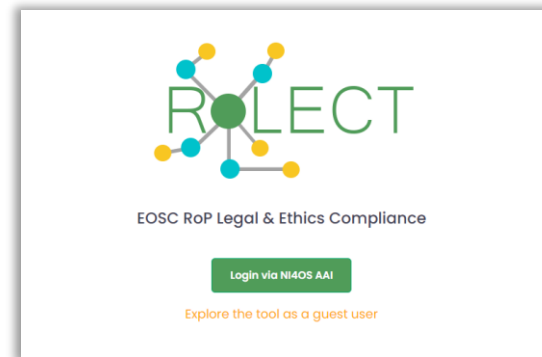 ROLECT
EOSC RoP Legal & Ethics Compliance
Login via NI4OS AAI
Explore the tool as a guest user